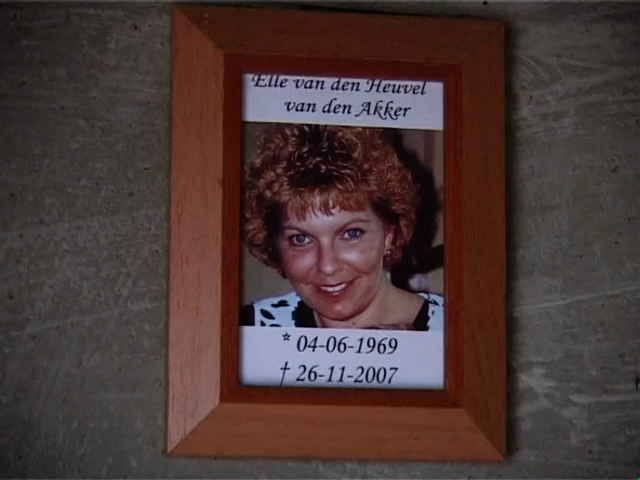 Elle van den Heuvel
van den Akker
* 04-06-1969
† 26-11-2007